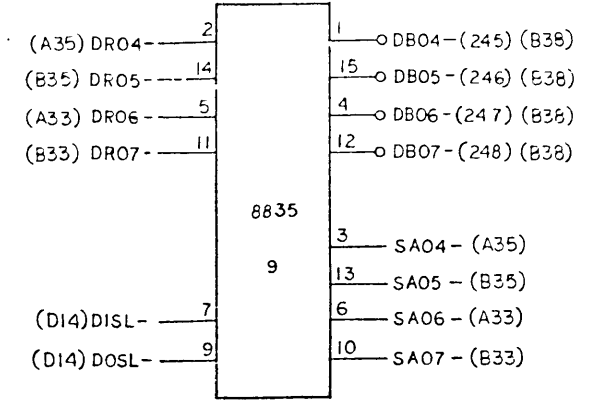 (A35) DR04- 2 1 DB04-(245) (B38)
(B35) DR05- 14 15 DB05-(246) (B38)
(A33) DR06- 5 4 DB06-(247) (B38)
(B33) DR07- 11 12 DB07-(248) (B38)
8835
3 SA04-(A35)
9
13 SA05-(B35)
(D14) DISL- 7 6 SA06-(A33)
(D14) DOSL- 9 10 SA07-(B33)